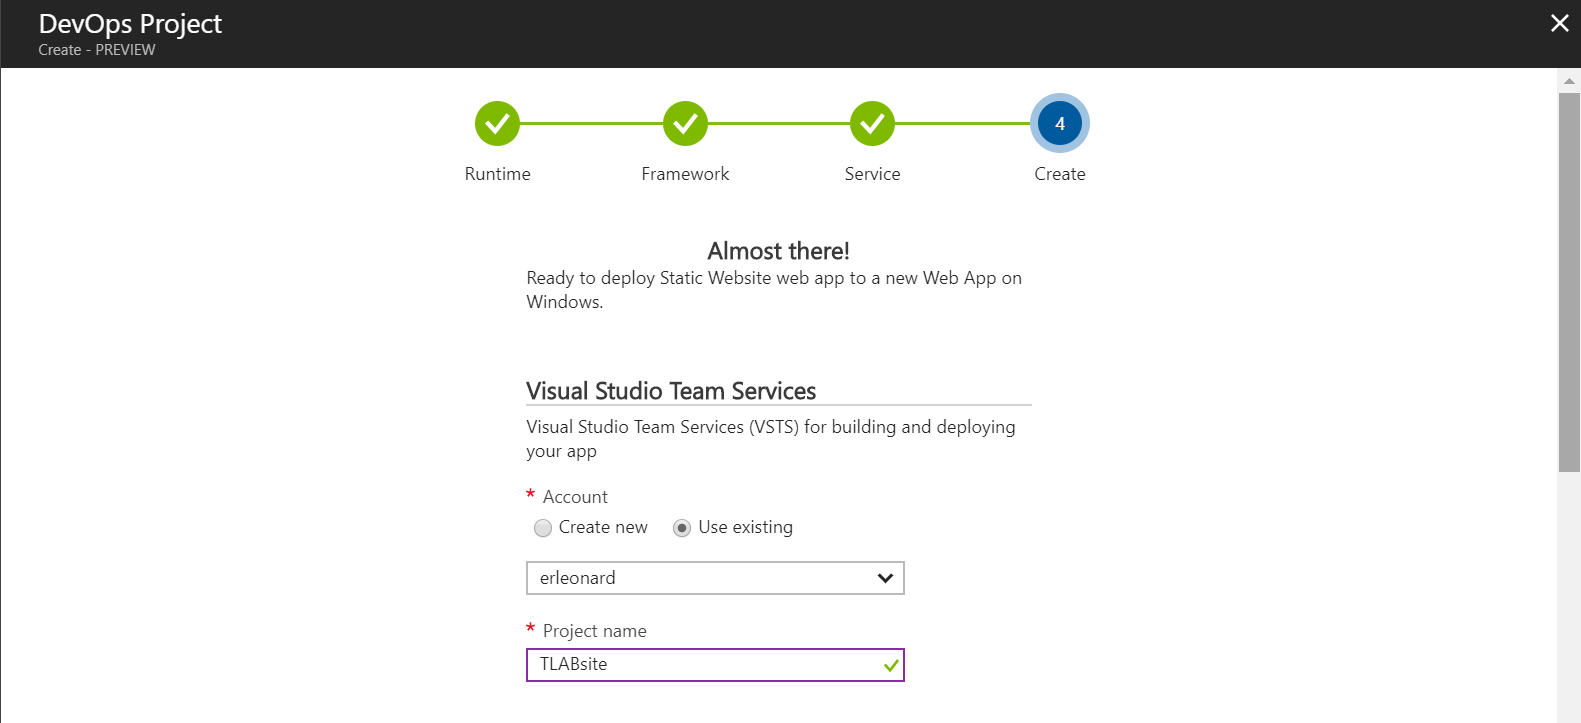 DevOps Project
Create - PREVIEW
4
Runtime
Framework
Service
Create
Almost there!
Ready to deploy Static Website web app to a new Web App on
Windows.
Visual Studio Team Services
Visual Studio Team Services (VSTS) for building and deploying
your app
* Account
Create new
Use existing
erleonard
* Project name
TLABsite